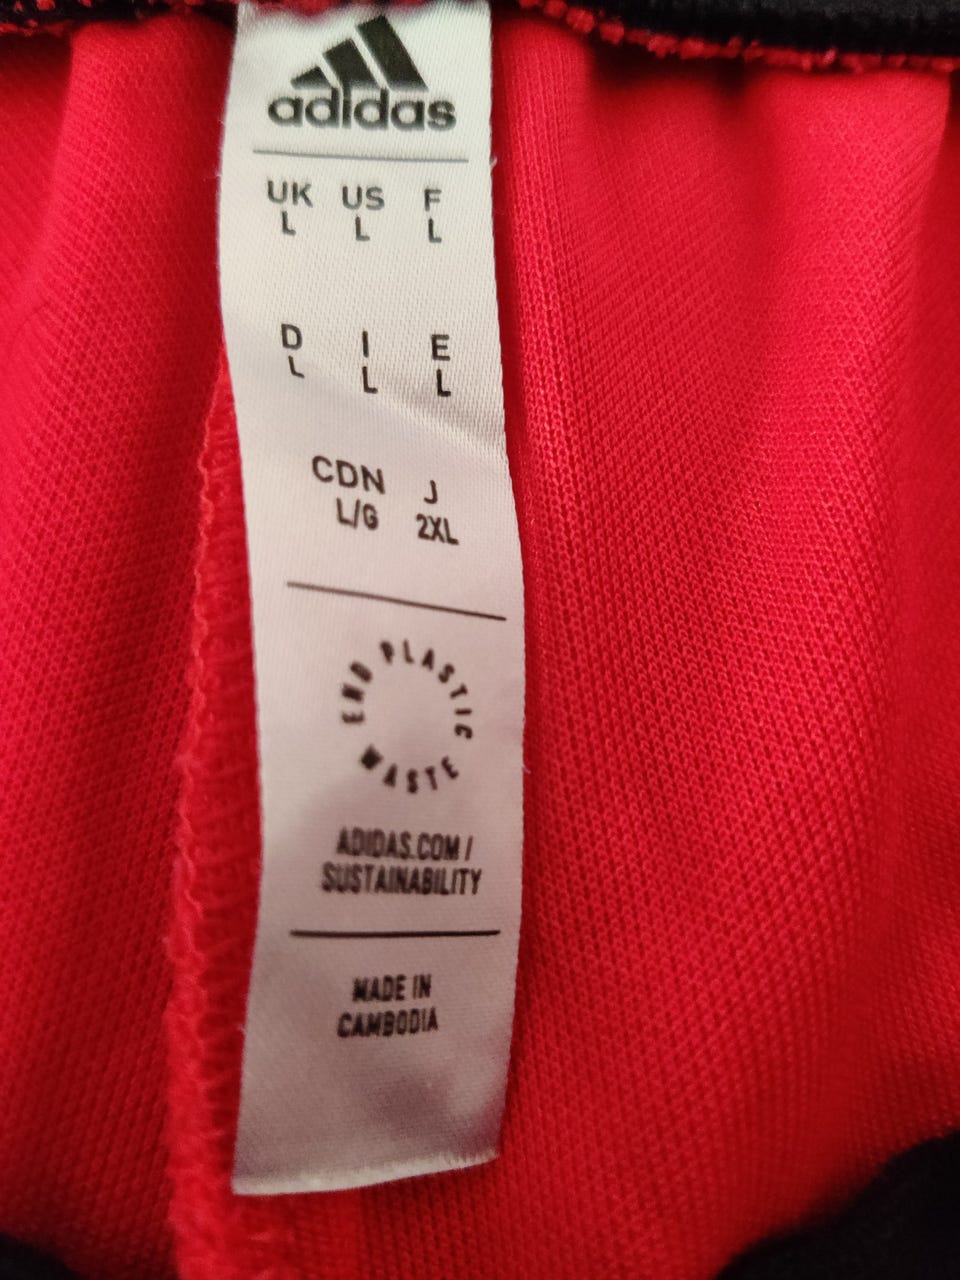 adidas
UK US F
L L L
D I E
L L L
CDN J
L/G 2XL
END PLASTIC WASTE
ADIDAS.COM/
SUSTAINABILITY
MADE IN
CAMBODIA